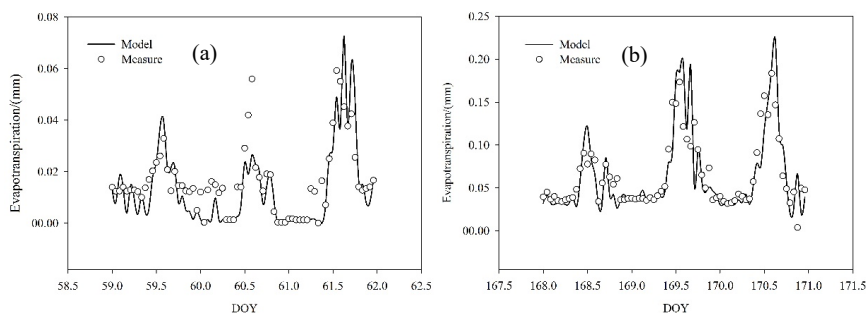 Evapotranspiration/(mm)
0.08
0.06
0.04
0.012
00.00
Model
Measure
(a)
58.5 59.0 59.5 60.0 60.5 61.0 61.5 62.0 62.5
DOY
Evapotranspiration/(mm)
0.25
0.20
0.15
0.10
0.05
00.00
Model
Measure
(b)
167.5 168.0 168.5 169.0 169.5 170.0 170.5 171.0 171.5
DOY